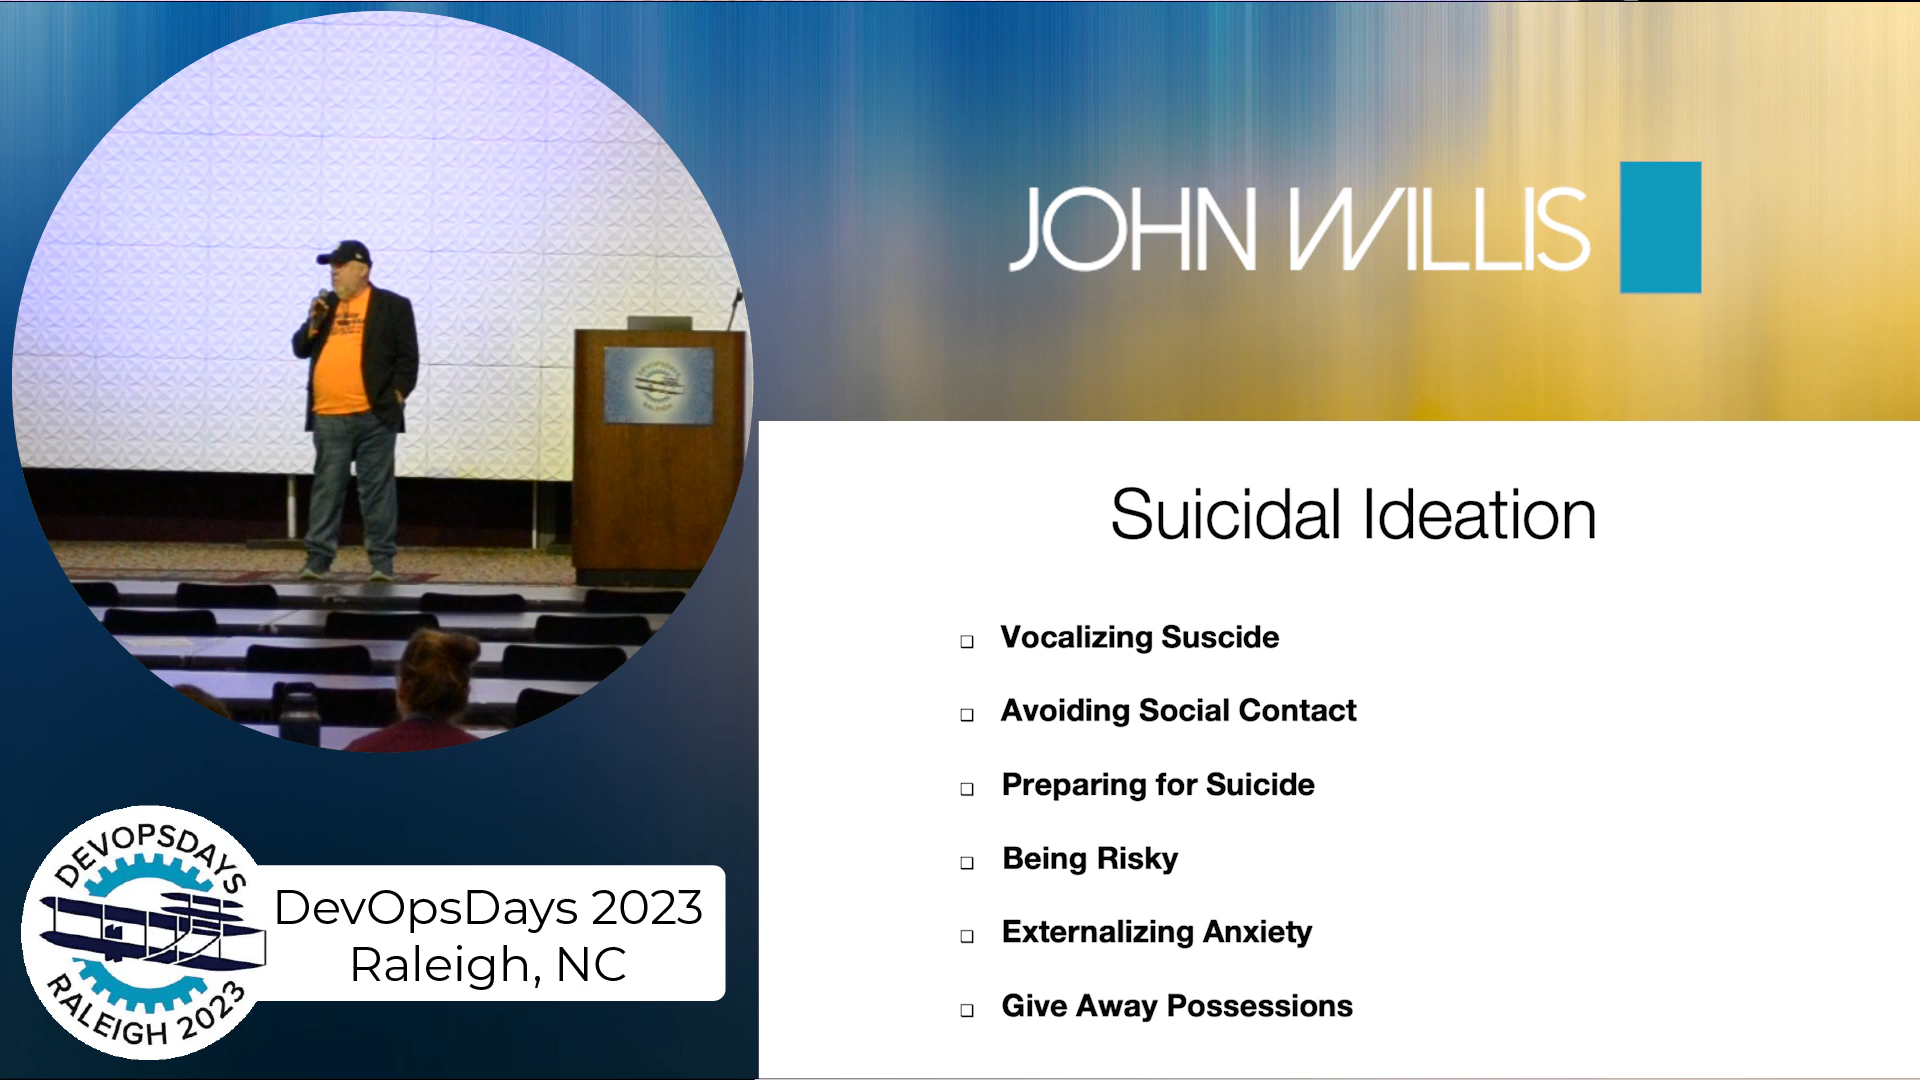 JOHN WILLIS
Suicidal Ideation
❑ Vocalizing Suscide
❑ Avoiding Social Contact
❑ Preparing for Suicide
❑ Being Risky
❑ Externalizing Anxiety
❑ Give Away Possessions
DEVOPSDAYS
RALEIGH 2023
DevOpsDays 2023
Raleigh, NC